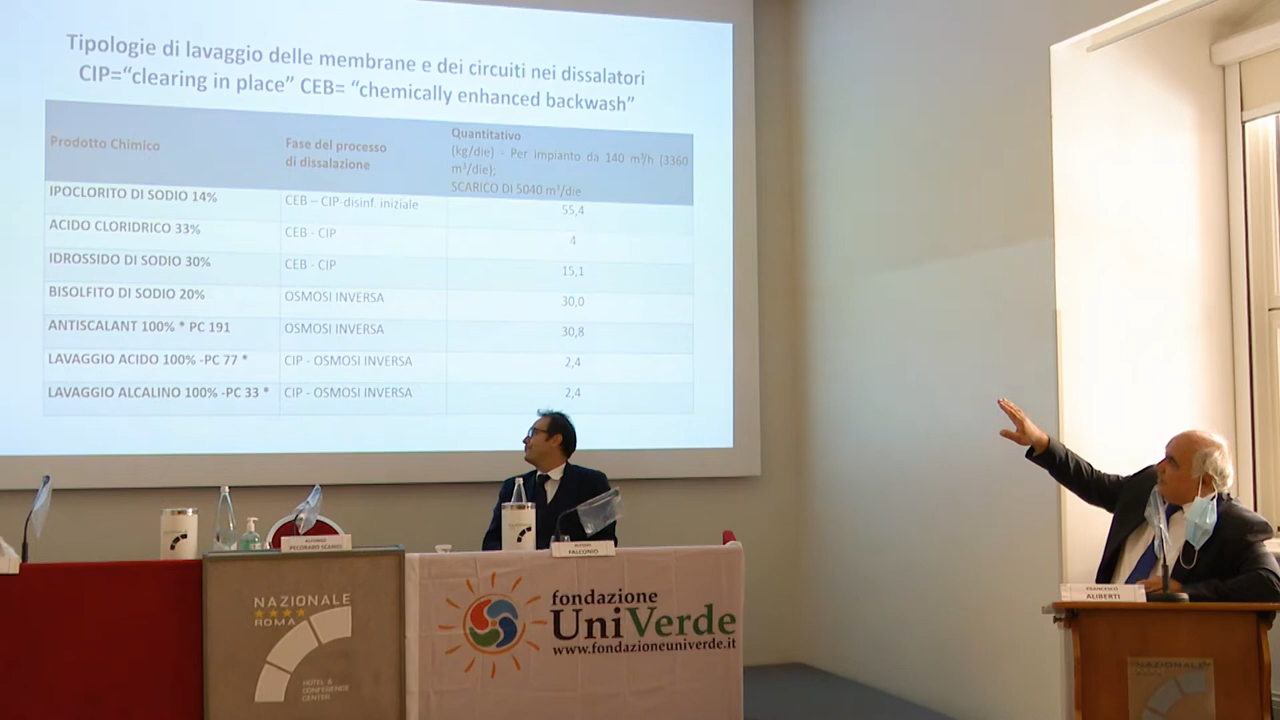 Tipologie di lavaggio delle membrane e dei circuiti nei dissalatori
CIP=“clearing in place” CEB= “chemically enhanced backwash”
Prodotto Chimico
Fase del processo
di dissalazione
Quantitativo
(kg/die) - Per impianto da 140 m³/h (3360
m³/die);
SCARICO DI 5040 m³/die
IPOCLORITO DI SODIO 14%
CEB – CIP-disinf. iniziale
55,4
ACIDO CLORIDRICO 33%
CEB - CIP
4
IDROSSIDO DI SODIO 30%
CEB - CIP
15,1
BISOLFITO DI SODIO 20%
OSMOSI INVERSA
30,0
ANTISCALANT 100% * PC 191
OSMOSI INVERSA
30,8
LAVAGGIO ACIDO 100% -PC 77 *
CIP - OSMOSI INVERSA
2,4
LAVAGGIO ALCALINO 100% -PC 33 *
CIP - OSMOSI INVERSA
2,4
ALFONSO
PECORARO SCANIO
FALCONIO
FRANCESCO
ALIBERTI
NAZIONALE
ROMA
HOTEL &
CONFERENCE
CENTER
fondazione
UniVerde
www.fondazioneuniverde.it
NAZIONALE